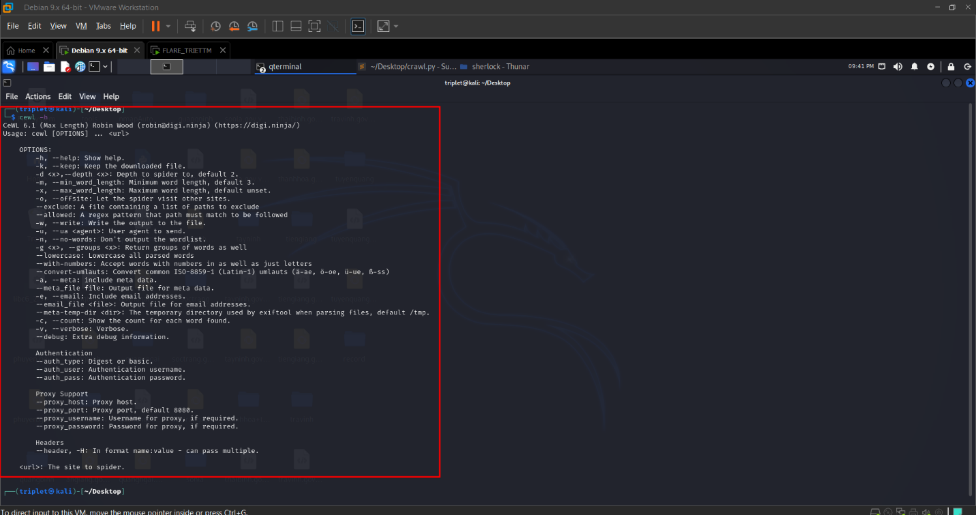 Debian 9.x 64-bit - VMware Workstation
File Edit View VM Tabs Help
Home Debian 9.x 64-bit FLARE_TRIETTM
qterminal ~/Desktop/crawl.py - Su... sherlock - Thunar 09:41 PM
triplet@kali: ~/Desktop
File Actions Edit View Help
(triplet@kali)-[~/Desktop]
$ cewl -h
CeWL 6.1 (Max Length) Robin Wood (robin@digi.ninja) (https://digi.ninja/)
Usage: cewl [OPTIONS] ... <url>
OPTIONS:
-h, --help: Show help.
-k, --keep: Keep the downloaded file.
-d <x>,--depth <x>: Depth to spider to, default 2.
-m, --min_word_length: Minimum word length, default 3.
-x, --max_word_length: Maximum word length, default unset.
-o, --offsite: Let the spider visit other sites.
--exclude: A file containing a list of paths to exclude
--allowed: A regex pattern that path must match to be followed
-w, --write: Write the output to the file.
-u, --ua <agent>: User agent to send.
-n, --no-words: Don't output the wordlist.
-g <x>, --groups <x>: Return groups of words as well
--lowercase: Lowercase all parsed words
--with-numbers: Accept words with numbers in as well as just letters
--convert-umlauts: Convert common ISO-8859-1 (Latin-1) umlauts (ä-ae, ö-oe, ü-ue, ß-ss)
-a, --meta: include meta data.
--meta_file file: Output file for meta data.
-e, --email: Include email addresses.
--email_file <file>: Output file for email addresses.
--meta-temp-dir <dir>: The temporary directory used by exiftool when parsing files, default /tmp.
-c, --count: Show the count for each word found.
-v, --verbose: Verbose.
--debug: Extra debug information.
Authentication
--auth_type: Digest or basic.
--auth_user: Authentication username.
--auth_pass: Authentication password.
Proxy Support
--proxy_host: Proxy host.
--proxy_port: Proxy port, default 8080.
--proxy_username: Username for proxy, if required.
--proxy_password: Password for proxy, if required.
Headers
--header, -H: In format name:value - can pass multiple.
<url>: The site to spider.
(triplet@kali)-[~/Desktop]
To direct input to this VM, move the mouse pointer inside or press Ctrl+G.